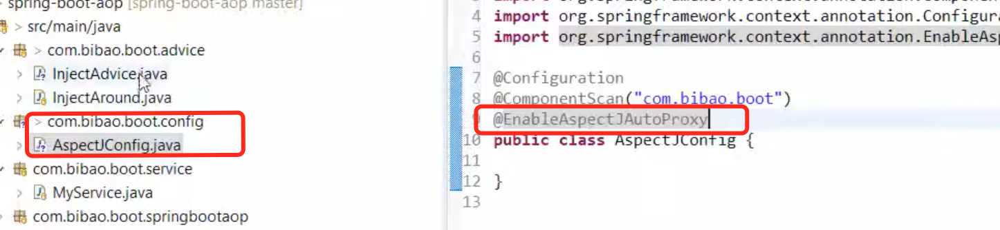 spring-boot-aop [spring-boot-aop master]
> src/main/java
> com.bibao.boot.advice
> InjectAdvice.java
> InjectAround.java
> com.bibao.boot.config
> AspectJConfig.java
com.bibao.boot.service
> MyService.java
com.bibao.boot.springbootaop
4 import org.springframework.context.annotation.Configura
5 import org.springframework.context.annotation.EnableAsp
6
7 @Configuration
8 @ComponentScan("com.bibao.boot")
9 @EnableAspectJAutoProxy
10 public class AspectJConfig {
11
12 }
13